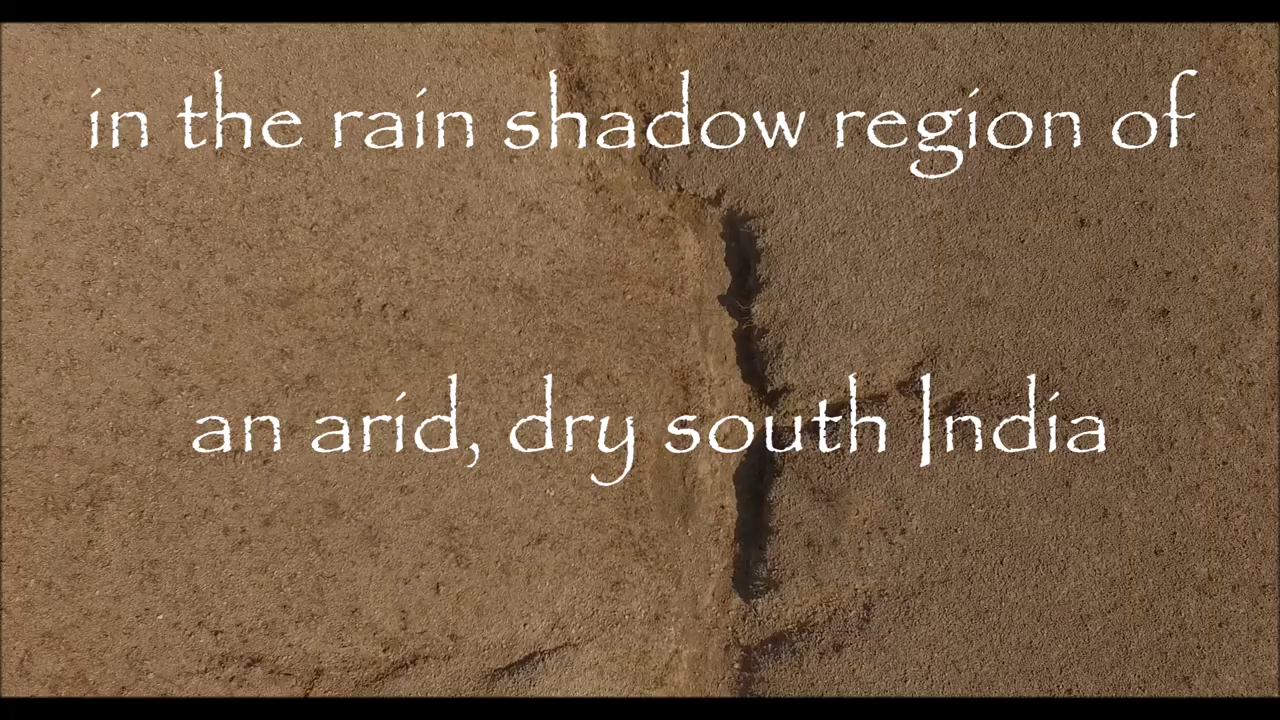 in the rain shadow region of
an arid, dry south India